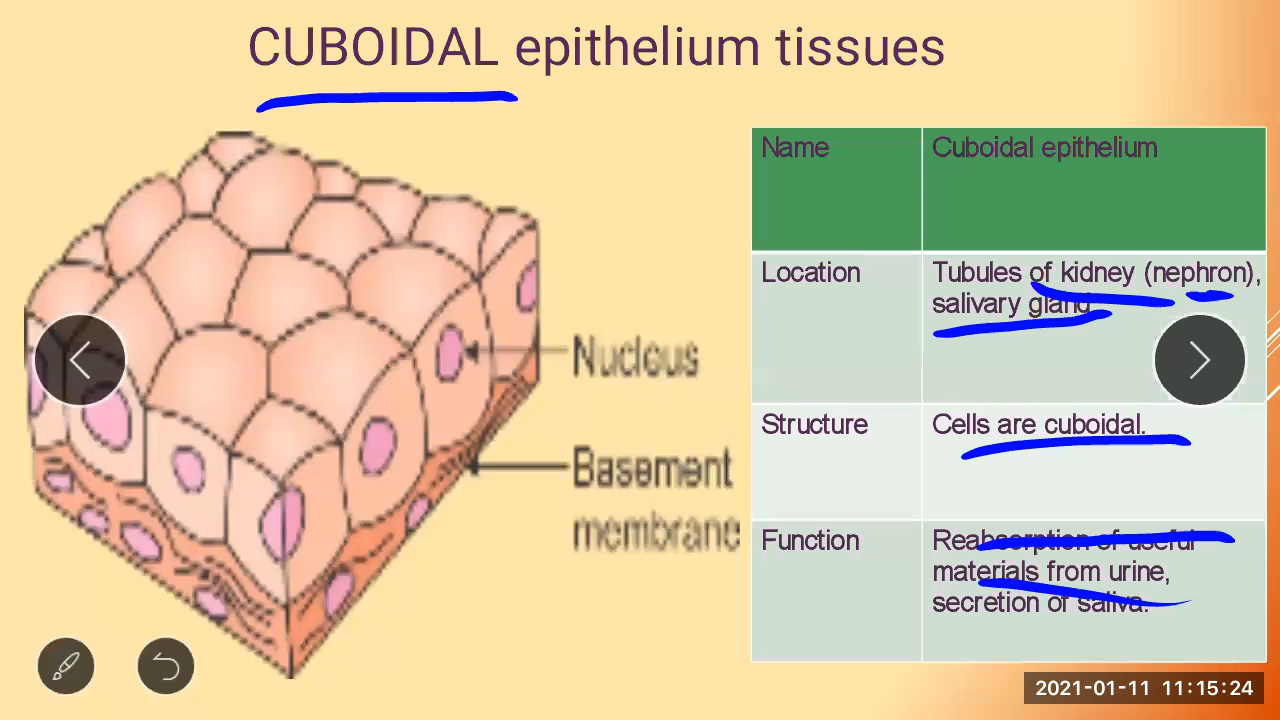 CUBOIDAL epithelium tissues
Nucleus
Basement
membrane
Name
Cuboidal epithelium
Location
Tubules of kidney (nephron),
salivary gland
Structure
Cells are cuboidal.
Function
Reabsorption of useful
materials from urine,
secretion of saliva.
2021-01-11 11:15:24